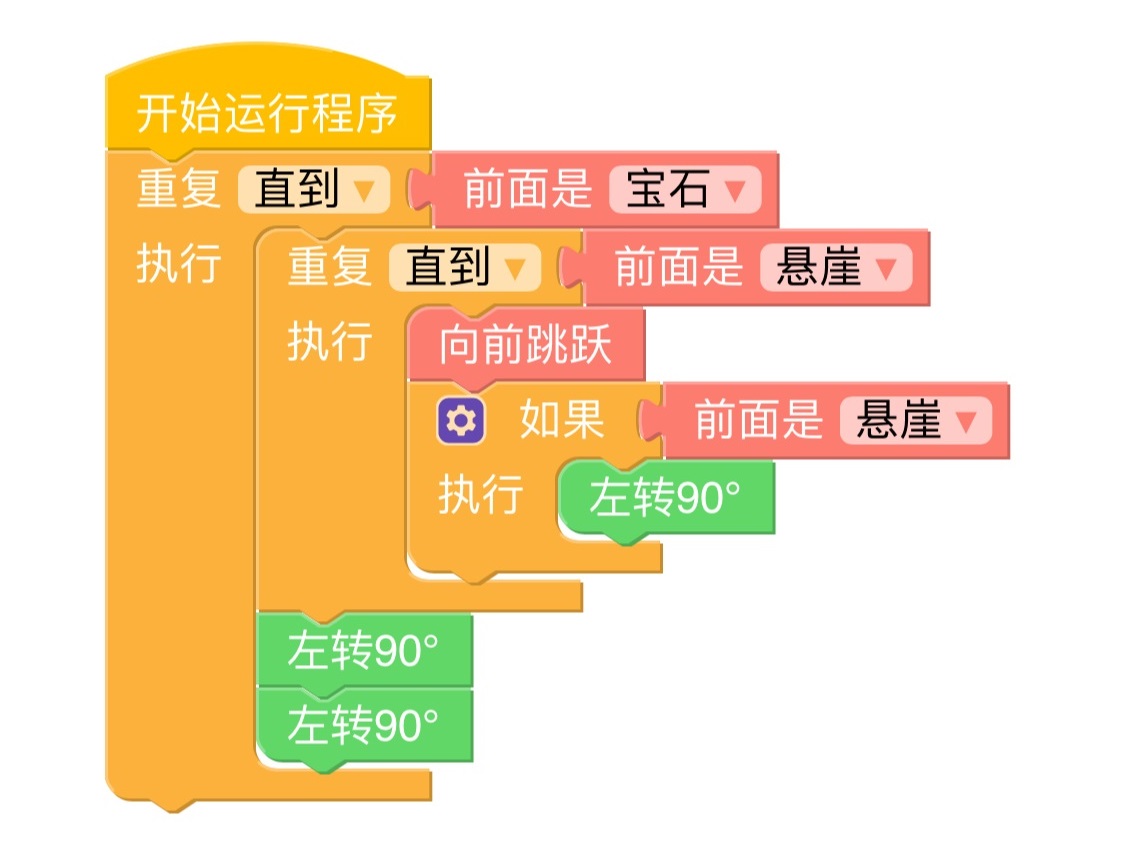 开始运行程序
重复 直到 前面是 宝石
执行 重复 直到 前面是 悬崖
执行 向前跳跃
如果 前面是 悬崖
执行 左转90°
左转90°
左转90°